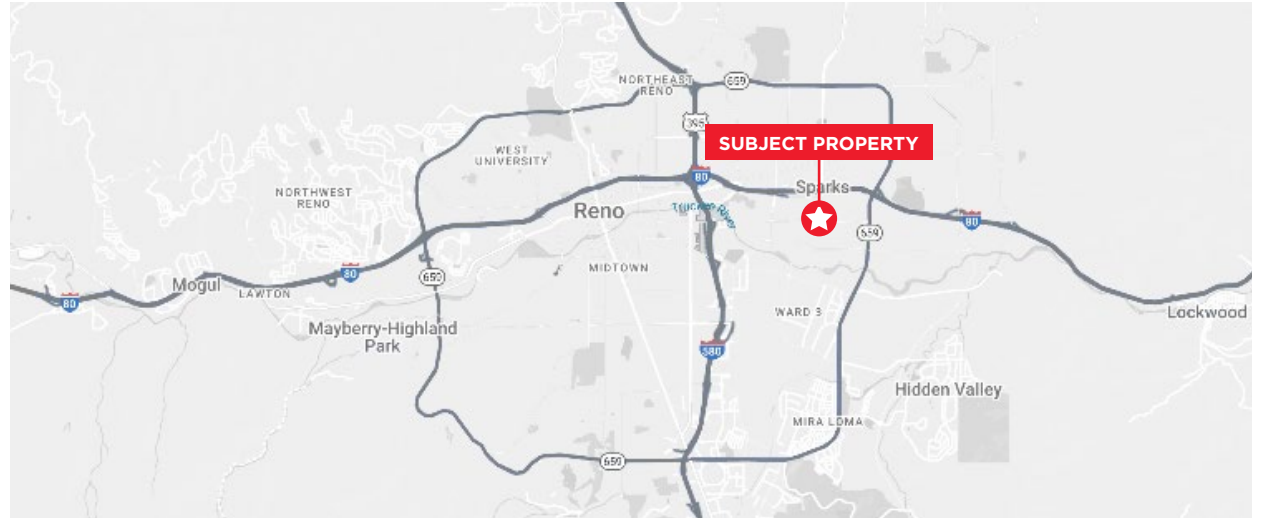 NORTHEAST
RENO
659
395
SUBJECT PROPERTY
WEST
UNIVERSITY
80
Sparks
NORTHWEST
RENO
Reno
Truckee River
659
80
MIDTOWN
80
659
Mogul
LAWTON
80
WARD 3
Lockwood
Mayberry-Highland
Park
580
Hidden Valley
MIRA LOMA
659